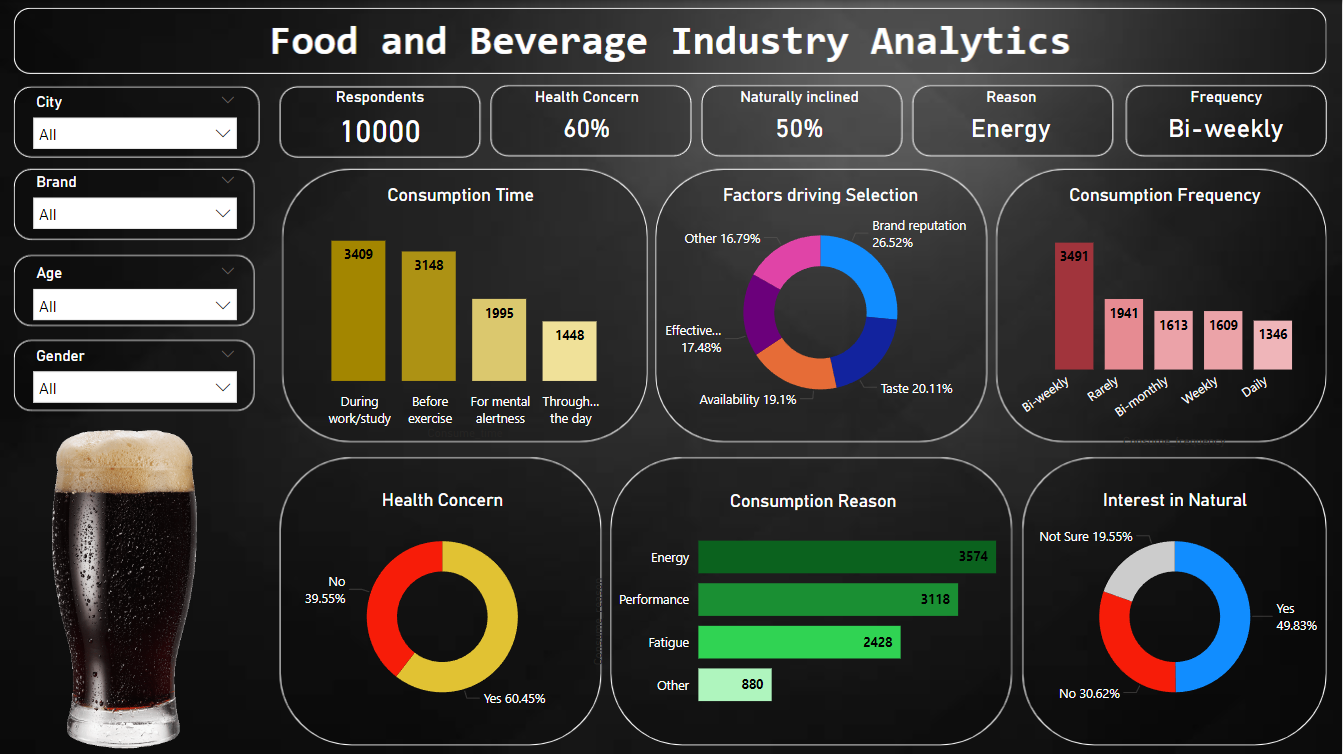 Food and Beverage Industry Analytics
City
All
Brand
All
Age
All
Gender
All
Respondents
10000
Health Concern
60%
Naturally inclined
50%
Reason
Energy
Frequency
Bi-weekly
Consumption Time
3409
3148
1995
1448
During
work/study
Before
exercise
For mental
alertness
Through...
the day
Factors driving Selection
Brand reputation
26.52%
Other 16.79%
Effective...
17.48%
Taste 20.11%
Availability 19.1%
Consumption Frequency
3491
1941
1613
1609
1346
Bi-weekly
Rarely
Bi-monthly
Weekly
Daily
Health Concern
No
39.55%
Yes 60.45%
Consumption Reason
Energy
3574
Performance
3118
Fatigue
2428
Other
880
Interest in Natural
Not Sure 19.55%
Yes
49.83%
No 30.62%